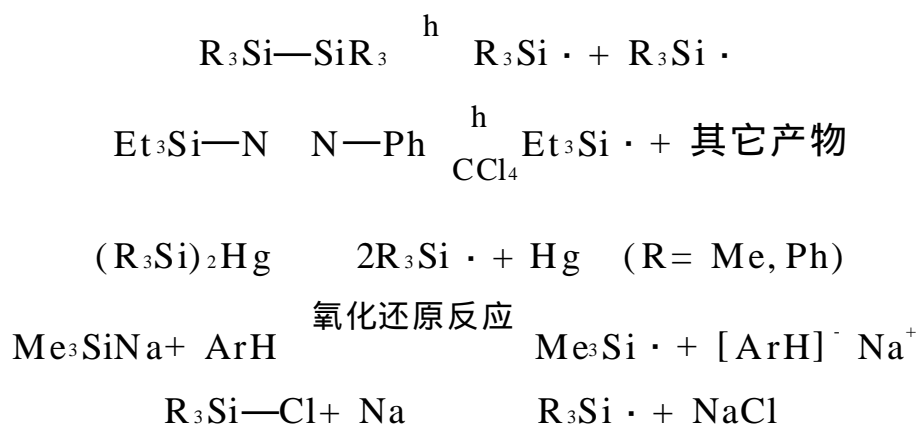 h
R₃Si—SiR₃ R₃Si · + R₃Si ·
h
Et₃Si—N N—Ph Et₃Si · + 其它产物
CCl₄
(R₃Si)₂Hg 2R₃Si · + Hg (R= Me, Ph)
氧化还原反应
Me₃SiNa+ ArH Me₃Si · + [ArH]⁻ Na⁺
R₃Si—Cl+ Na R₃Si · + NaCl